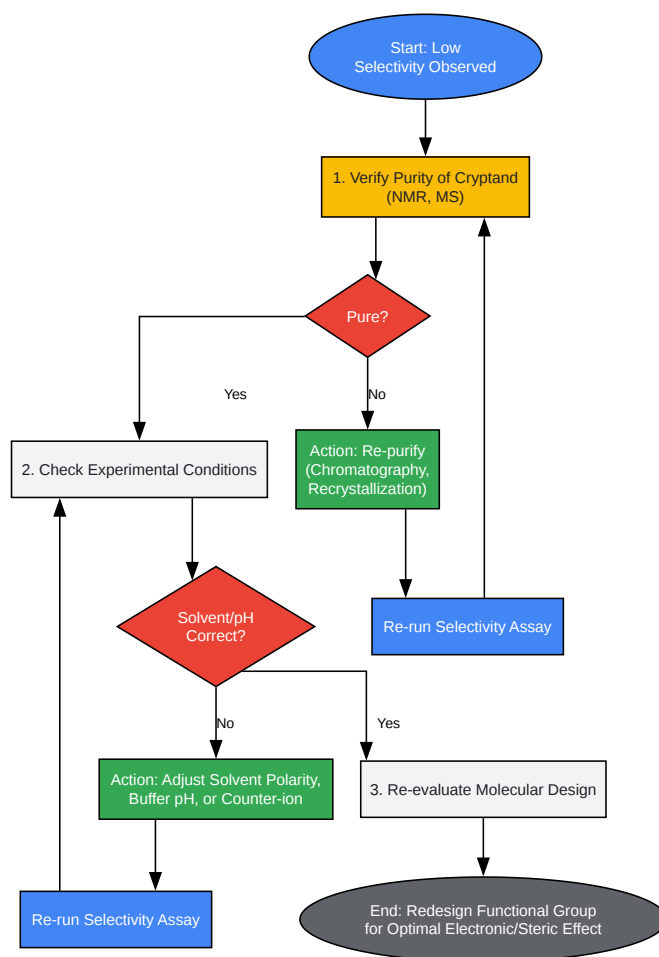 Start: Low
Selectivity Observed
1. Verify Purity of Cryptand
(NMR, MS)
Pure?
Yes
No
2. Check Experimental Conditions
Action: Re-purify
(Chromatography,
Recrystallization)
Solvent/pH
Correct?
Re-run Selectivity Assay
No
Yes
Action: Adjust Solvent Polarity,
Buffer pH, or Counter-ion
3. Re-evaluate Molecular Design
Re-run Selectivity Assay
End: Redesign Functional Group
for Optimal Electronic/Steric Effect